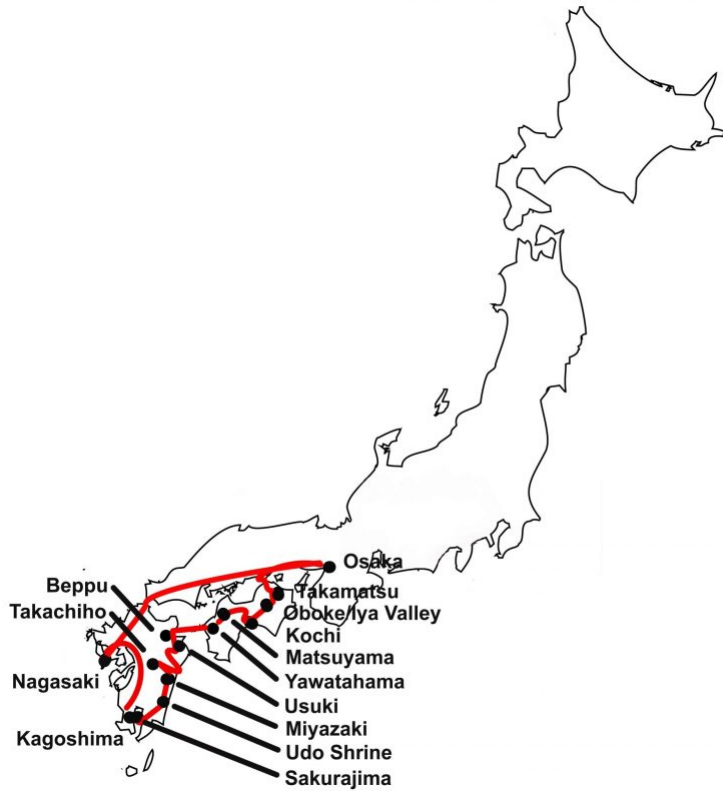 Osaka
Beppu
Takamatsu
Takachiho
Oboke/Iya Valley
Kochi
Matsuyama
Nagasaki
Yawatahama
Usuki
Miyazaki
Kagoshima
Udo Shrine
Sakurajima